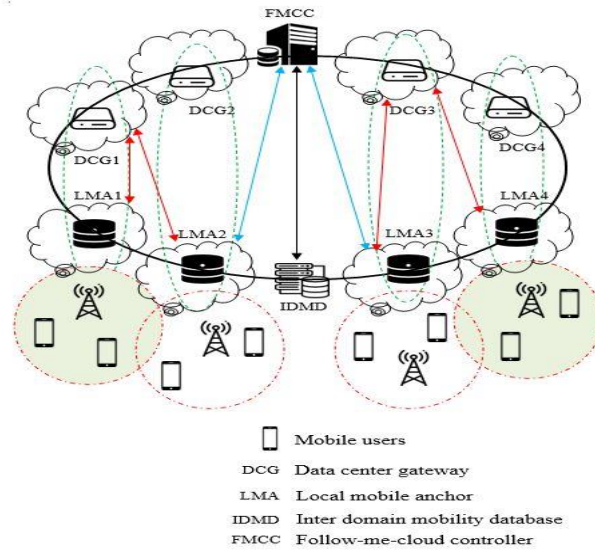 FMCC
DCG2
DCG3
DCG1
DCG4
LMA1
LMA4
LMA2
LMA3
IDMD
Mobile users
DCG Data center gateway
LMA Local mobile anchor
IDMD Inter domain mobility database
FMCC Follow-me-cloud controller